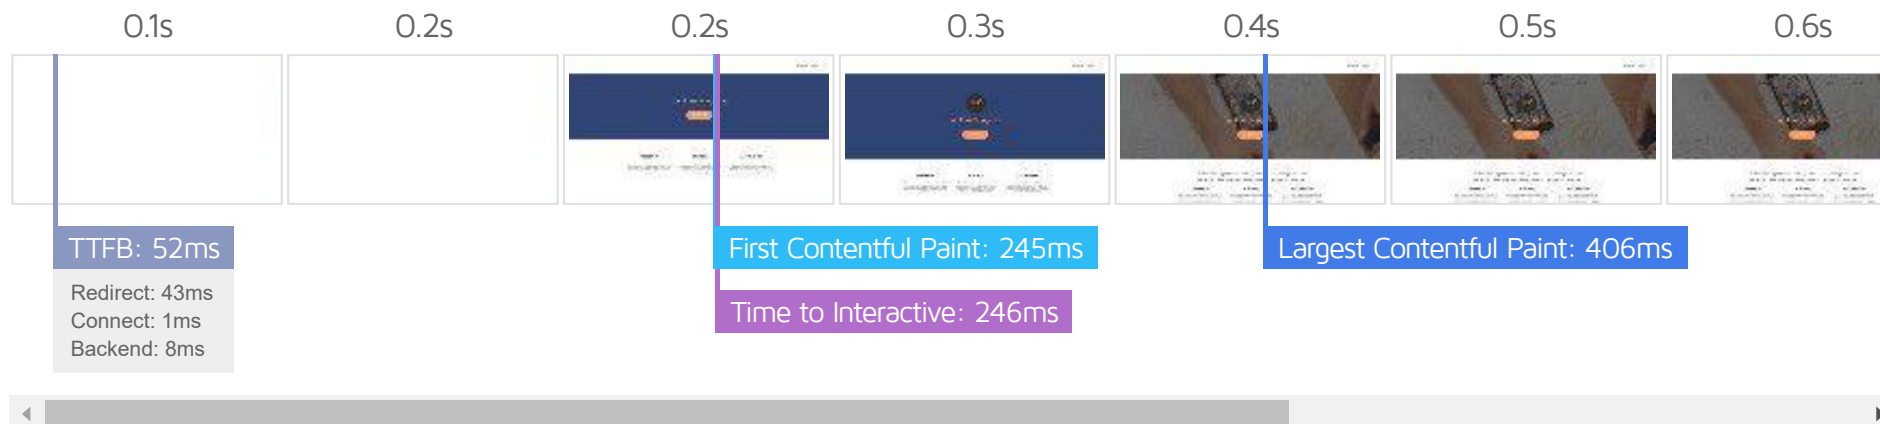 0.1s
0.2s
0.2s
0.3s
0.4s
0.5s
0.6s
TTFB: 52ms
First Contentful Paint: 245ms
Largest Contentful Paint: 406ms
Redirect: 43ms
Connect: 1ms
Backend: 8ms
Time to Interactive: 246ms